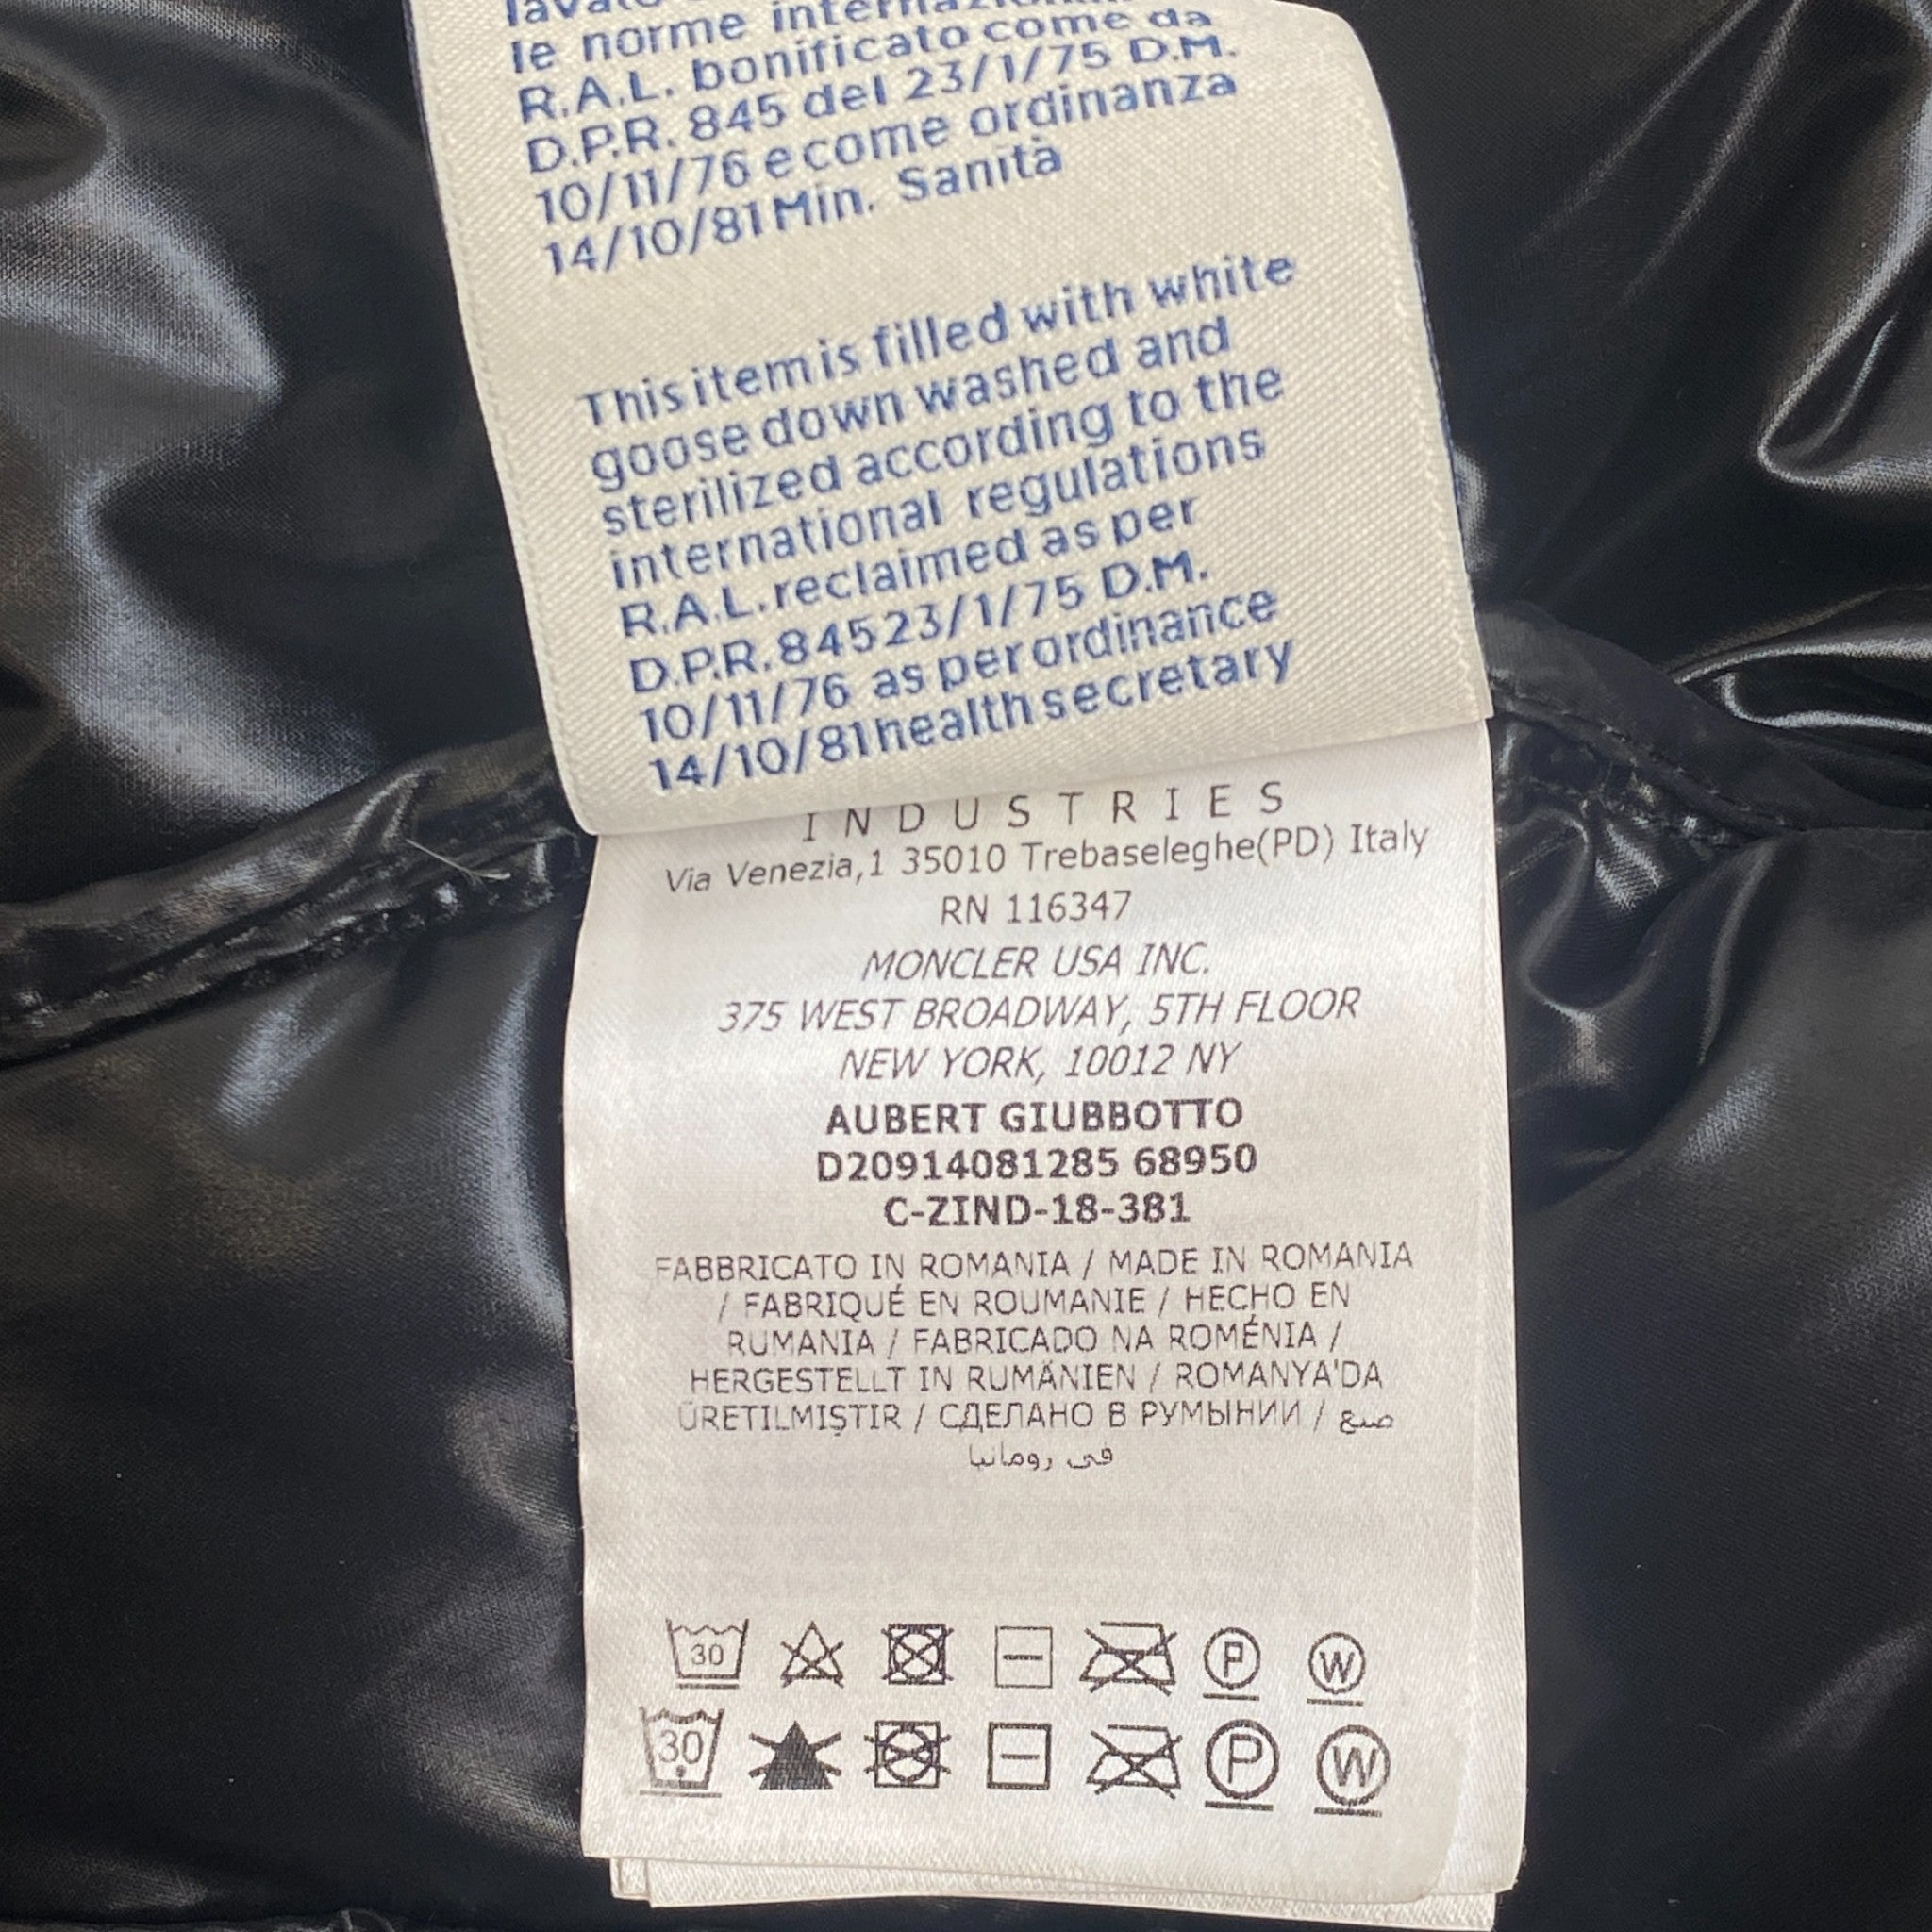 le norme
R.A.L. bonificato come da
D.P.R. 845 del 23/1/75 D.M.
10/11/76 e come ordinanza
14/10/81 Min. Sanità
This item is filled with white
goose down washed and
sterilized according to the
international regulations
R.A.L. reclaimed as per
D.P.R. 845 23/1/75 D.M.
10/11/76 as per ordinance
14/10/81 health secretary
INDUSTRIES
Via Venezia,1 35010 Trebaseleghe(PD) Italy
RN 116347
MONCLER USA INC.
375 WEST BROADWAY, 5TH FLOOR
NEW YORK, 10012 NY
AUBERT GIUBBOTTO
D20914081285 68950
C-ZIND-18-381
FABBRICATO IN ROMANIA / MADE IN ROMANIA
/ FABRIQUÉ EN ROUMANIE / HECHO EN
RUMANIA / FABRICADO NA ROMÉNIA /
HERGESTELLT IN RUMÄNIEN / ROMANYA'DA
ÜRETILMIŞTIR / СДЕЛАНО В РУМЫНИИ / صنع
في رومانيا
30 P W
30 P W